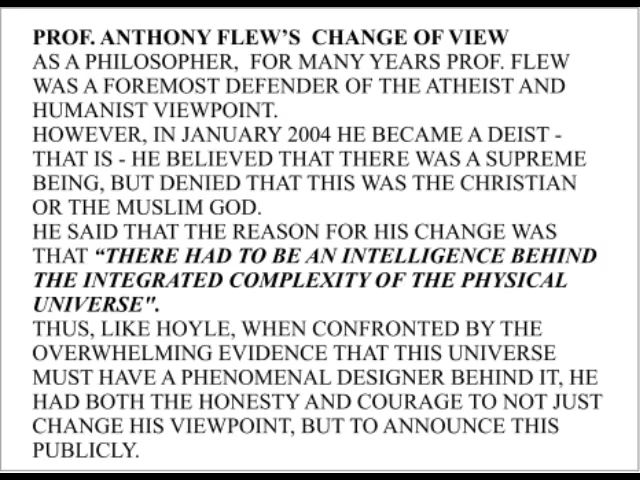 PROF. ANTHONY FLEW'S CHANGE OF VIEW
AS A PHILOSOPHER, FOR MANY YEARS PROF. FLEW
WAS A FOREMOST DEFENDER OF THE ATHEIST AND
HUMANIST VIEWPOINT.
HOWEVER, IN JANUARY 2004 HE BECAME A DEIST -
THAT IS - HE BELIEVED THAT THERE WAS A SUPREME
BEING, BUT DENIED THAT THIS WAS THE CHRISTIAN
OR THE MUSLIM GOD.
HE SAID THAT THE REASON FOR HIS CHANGE WAS
THAT “THERE HAD TO BE AN INTELLIGENCE BEHIND
THE INTEGRATED COMPLEXITY OF THE PHYSICAL
UNIVERSE".
THUS, LIKE HOYLE, WHEN CONFRONTED BY THE
OVERWHELMING EVIDENCE THAT THIS UNIVERSE
MUST HAVE A PHENOMENAL DESIGNER BEHIND IT, HE
HAD BOTH THE HONESTY AND COURAGE TO NOT JUST
CHANGE HIS VIEWPOINT, BUT TO ANNOUNCE THIS
PUBLICLY.